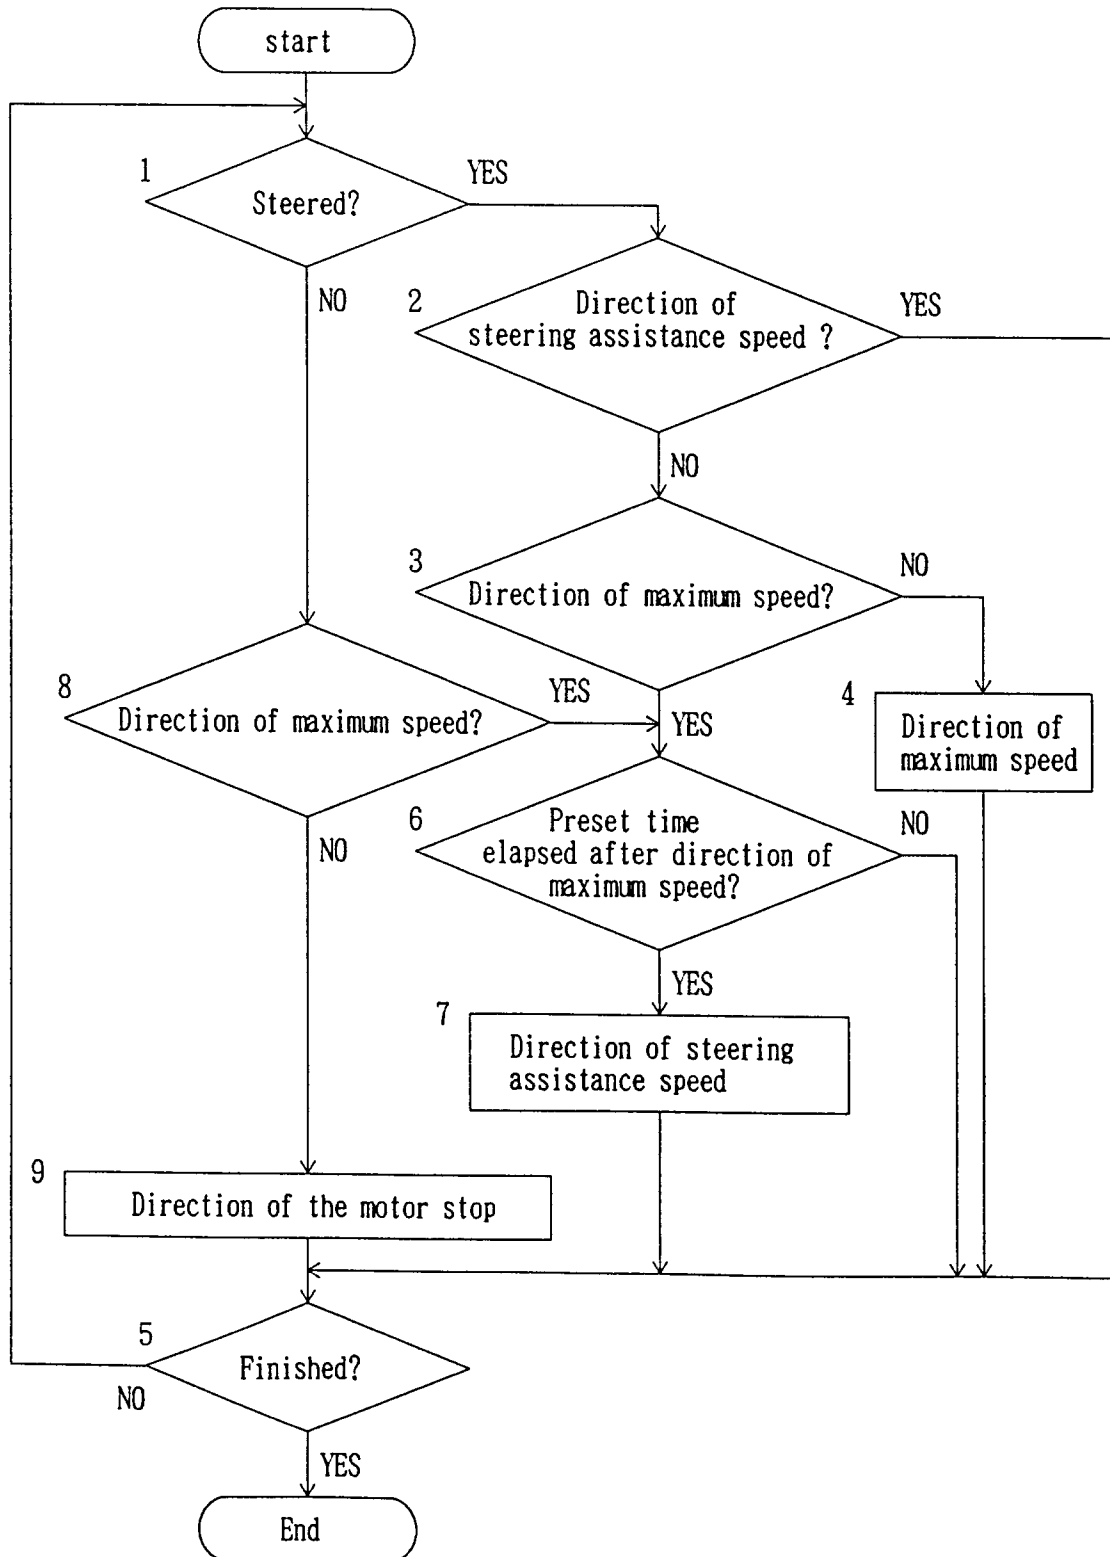 start
1
Steered?
YES
NO
2
Direction of
steering assistance speed ?
YES
NO
3
Direction of maximum speed?
NO
YES
4
Direction of
maximum speed
8
Direction of maximum speed?
YES
NO
6
Preset time
elapsed after direction of
maximum speed?
NO
YES
7
Direction of steering
assistance speed
9
Direction of the motor stop
5
Finished?
NO
YES
End